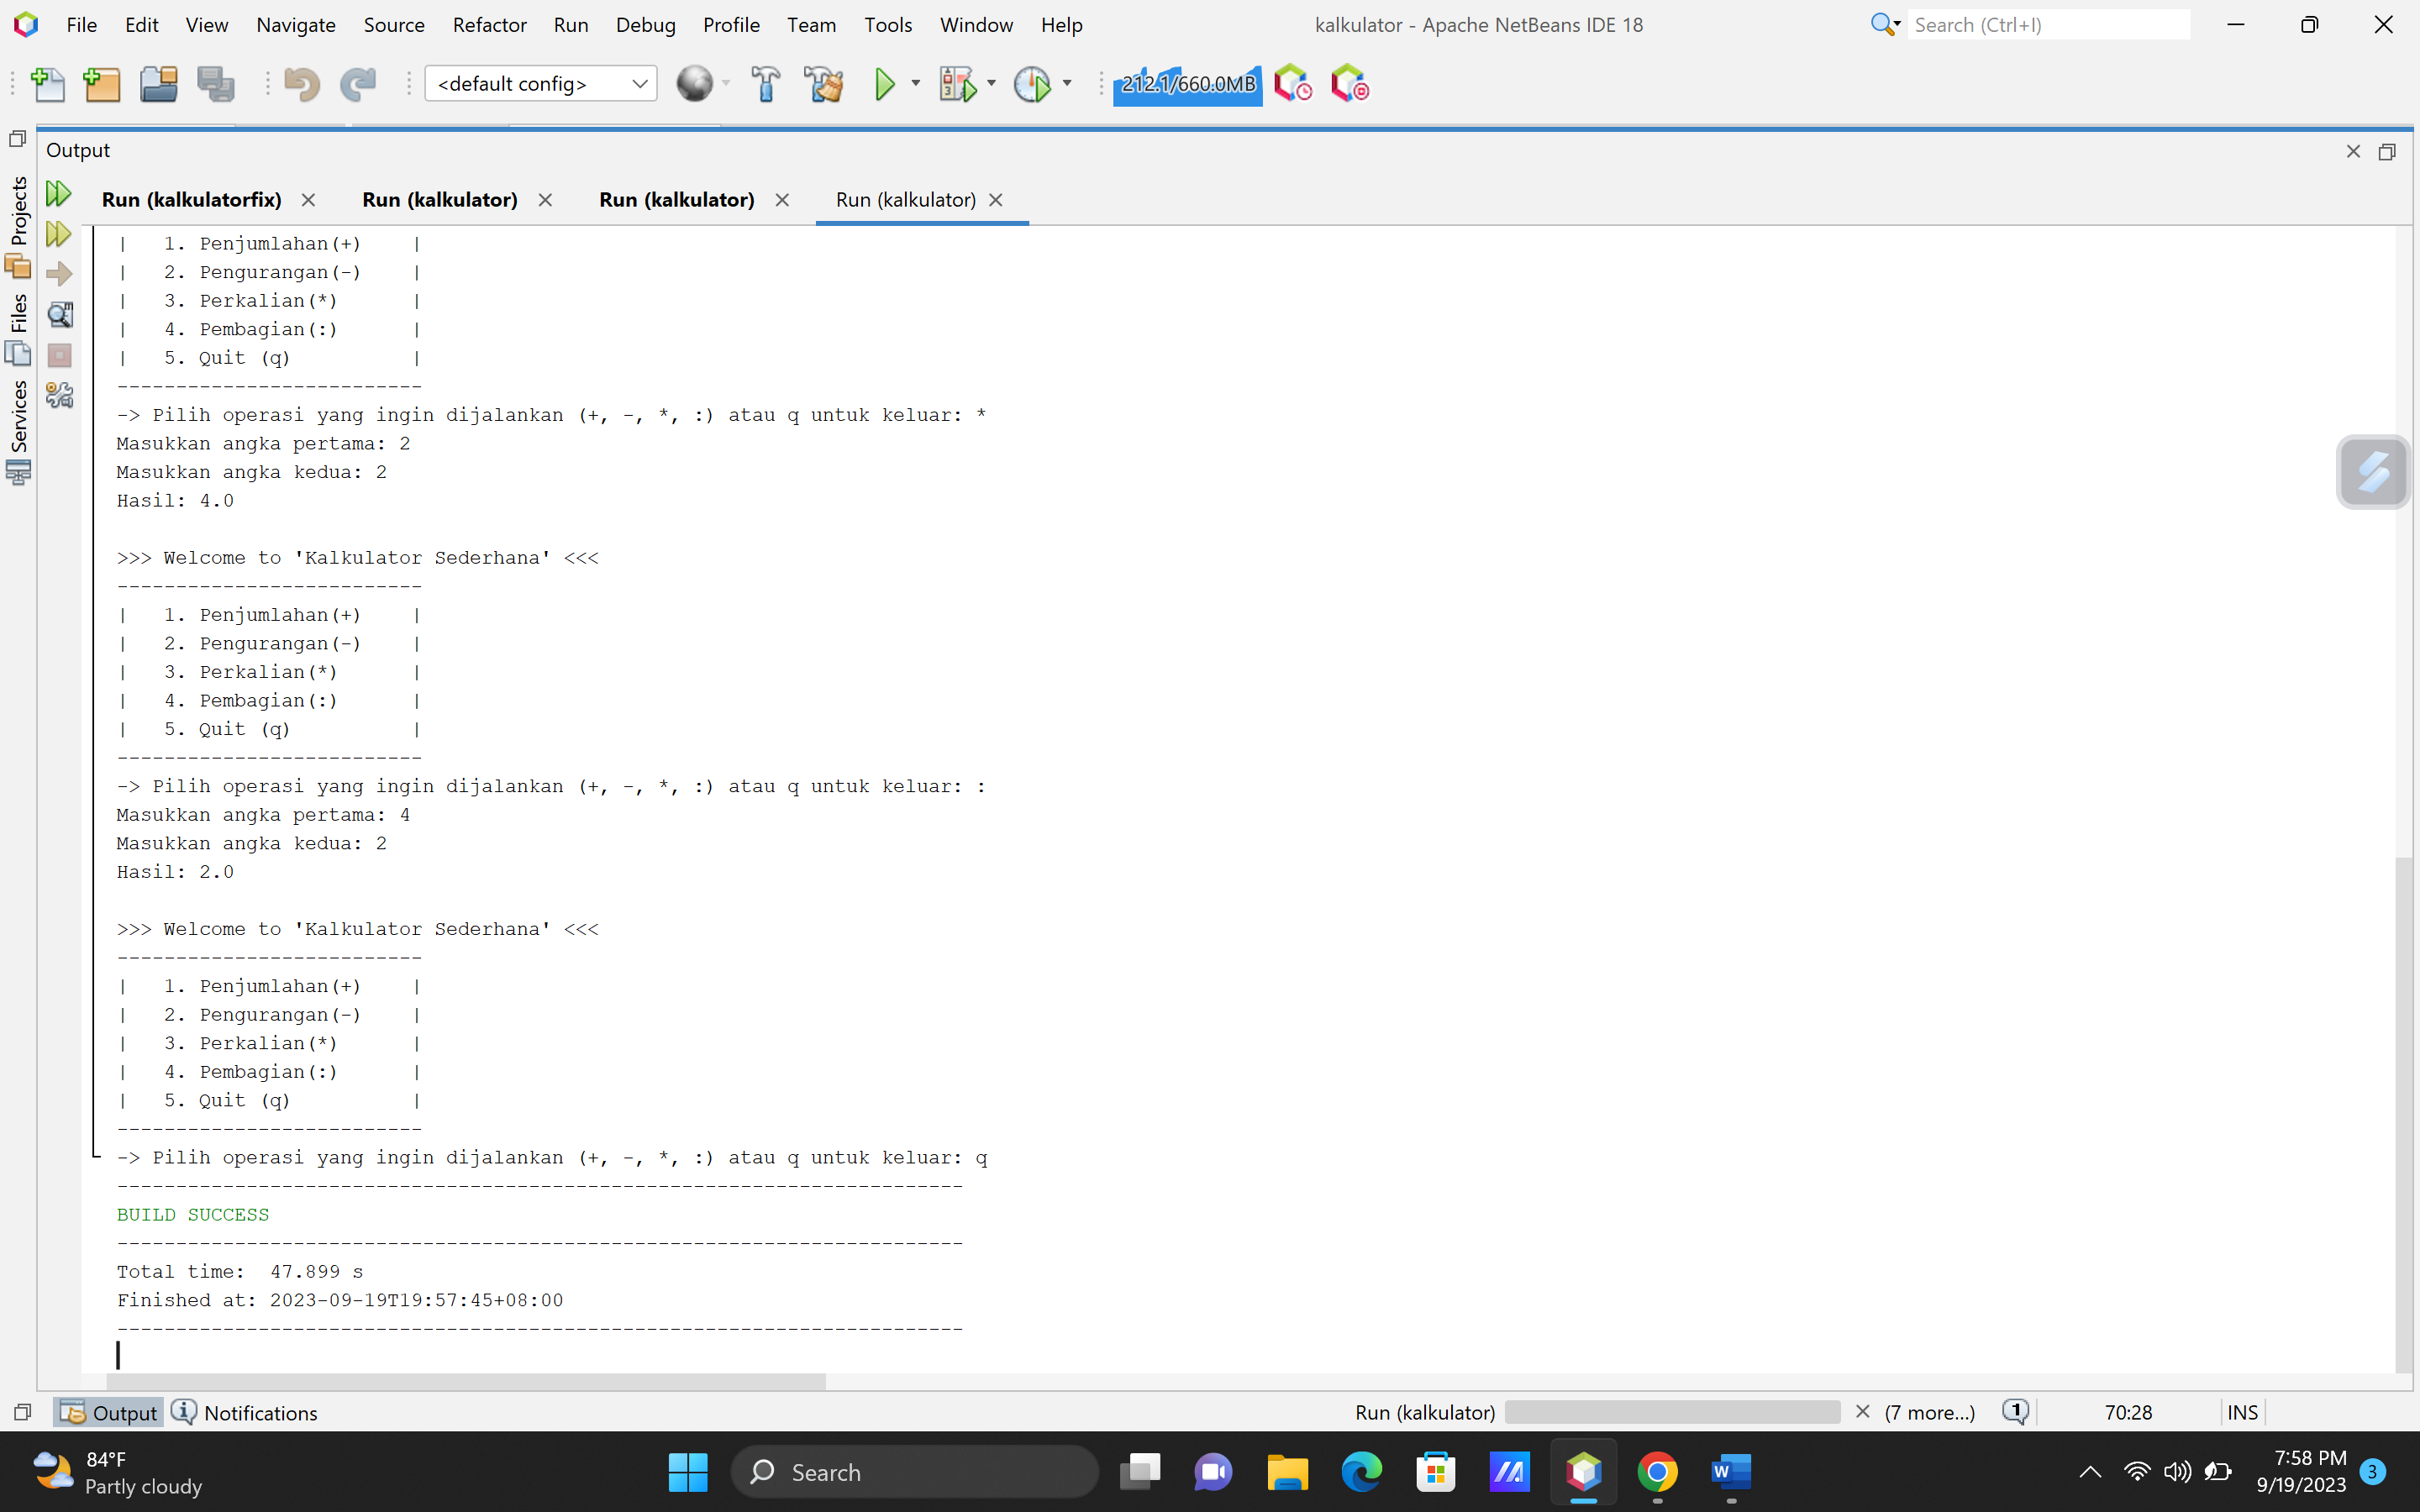 File Edit View Navigate Source Refactor Run Debug Profile Team Tools Window Help kalkulator - Apache NetBeans IDE 18 Search (Ctrl+I)
<default config> 212.1/660.0MB
Output
Projects
Files
Services
Run (kalkulatorfix) Run (kalkulator) Run (kalkulator) Run (kalkulator)
|   1. Penjumlahan(+)    |
|   2. Pengurangan(-)    |
|   3. Perkalian(*)      |
|   4. Pembagian(:)      |
|   5. Quit (q)          |
--------------------------
-> Pilih operasi yang ingin dijalankan (+, -, *, :) atau q untuk keluar: *
Masukkan angka pertama: 2
Masukkan angka kedua: 2
Hasil: 4.0
>>> Welcome to 'Kalkulator Sederhana' <<<
--------------------------
|   1. Penjumlahan(+)    |
|   2. Pengurangan(-)    |
|   3. Perkalian(*)      |
|   4. Pembagian(:)      |
|   5. Quit (q)          |
--------------------------
-> Pilih operasi yang ingin dijalankan (+, -, *, :) atau q untuk keluar: :
Masukkan angka pertama: 4
Masukkan angka kedua: 2
Hasil: 2.0
>>> Welcome to 'Kalkulator Sederhana' <<<
--------------------------
|   1. Penjumlahan(+)    |
|   2. Pengurangan(-)    |
|   3. Perkalian(*)      |
|   4. Pembagian(:)      |
|   5. Quit (q)          |
--------------------------
-> Pilih operasi yang ingin dijalankan (+, -, *, :) atau q untuk keluar: q
------------------------------------------------------------------------
BUILD SUCCESS
------------------------------------------------------------------------
Total time:  47.899 s
Finished at: 2023-09-19T19:57:45+08:00
------------------------------------------------------------------------
Output Notifications Run (kalkulator) (7 more...) 1 70:28 INS
84°F
Partly cloudy
Search
7:58 PM
9/19/2023
3